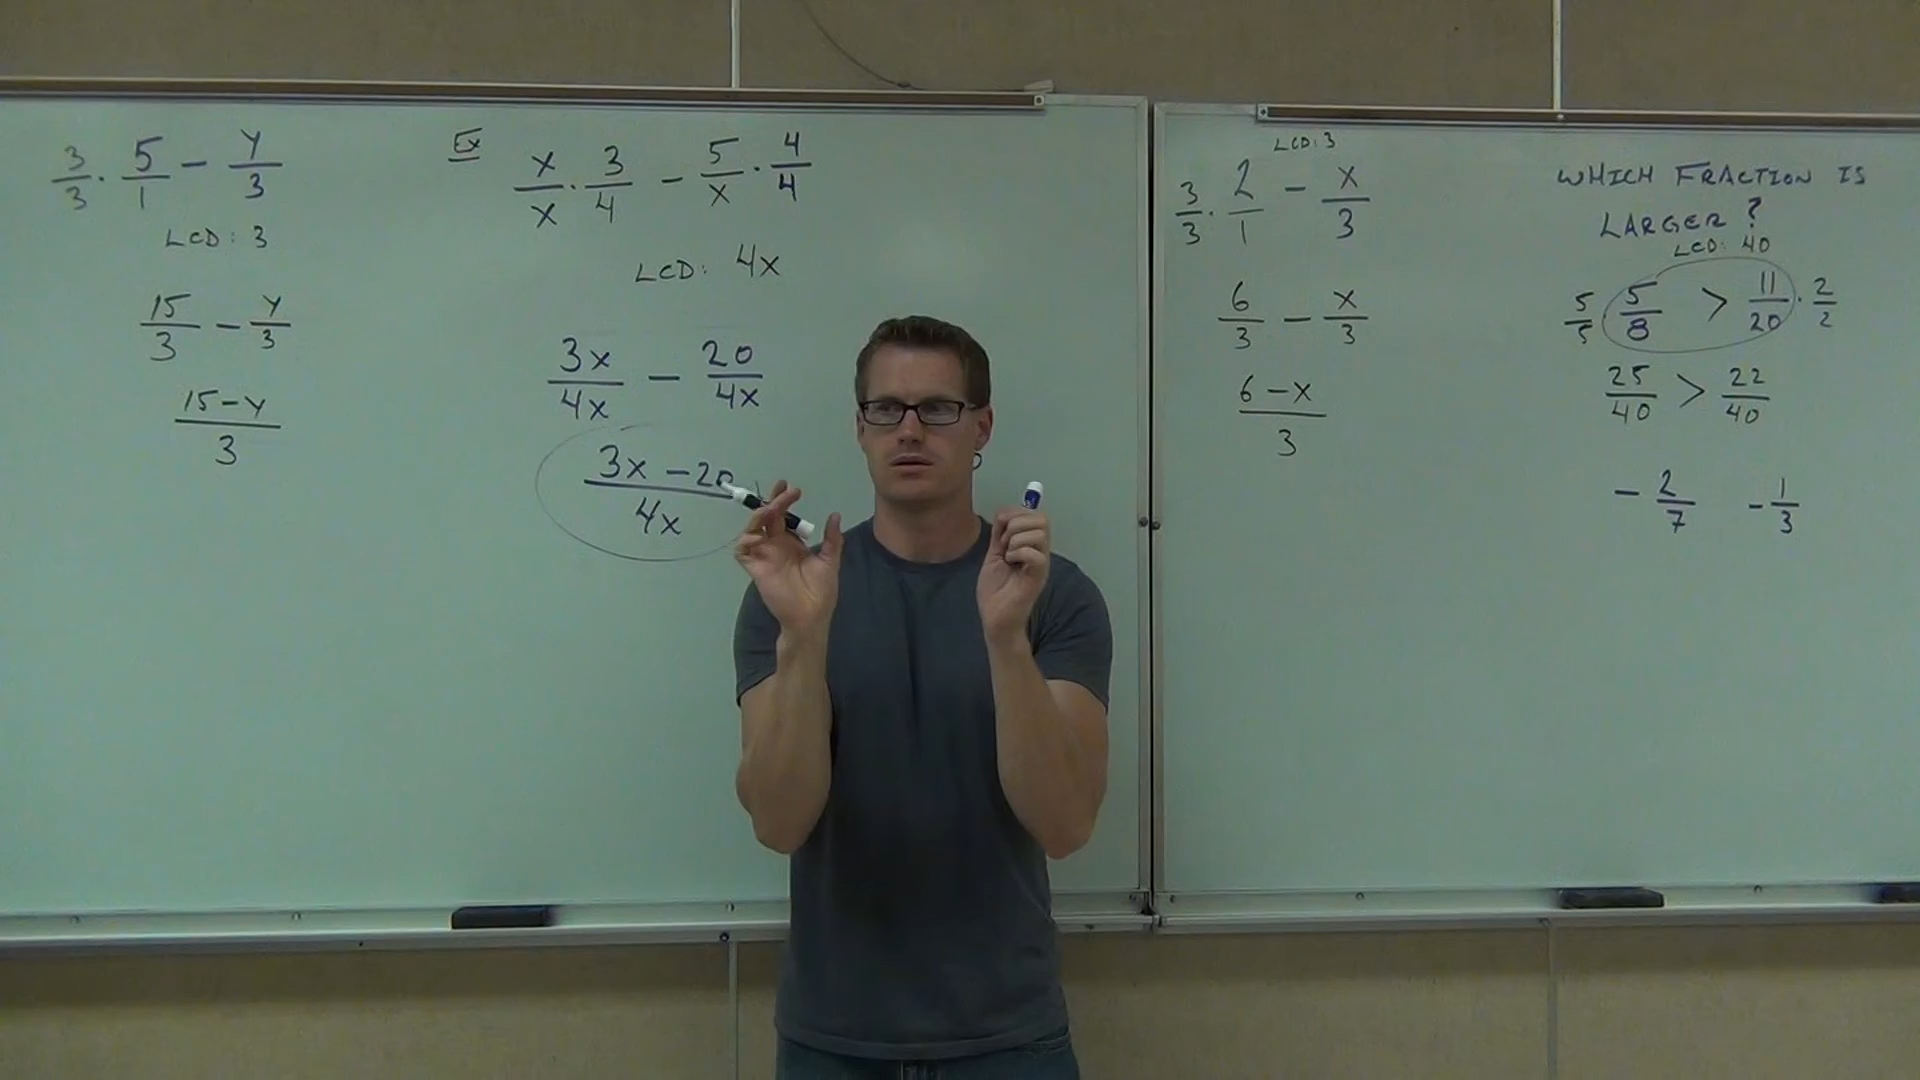 3/3 · 5/1 − y/3
LCD: 3
15/3 − y/3
15−y/3
Ex x/x · 3/4 − 5/x · 4/4
LCD: 4x
3x/4x − 20/4x
3x −20/4x
LCD: 3
3/3 · 2/1 − x/3
6/3 − x/3
6−x/3
WHICH FRACTION IS
LARGER?
LCD: 40
5/5 5/8 > 11/20 · 2/2
25/40 > 22/40
−2/7 −1/3